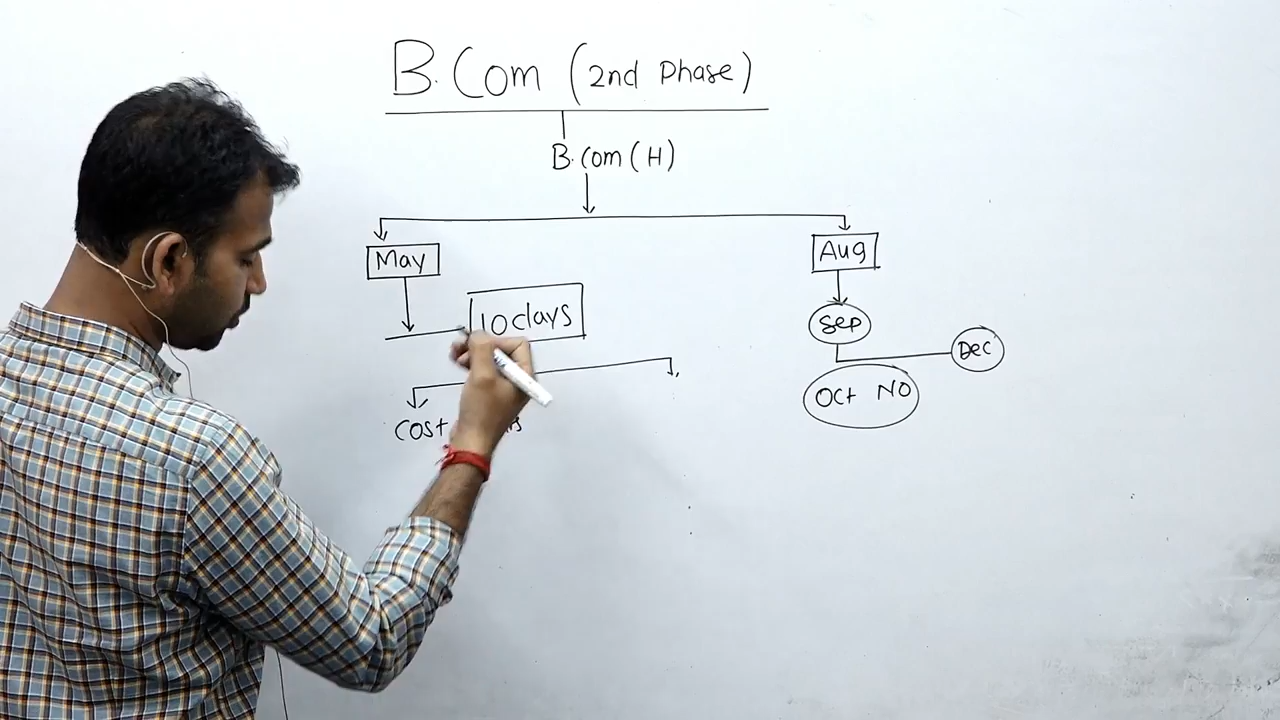 B.Com (2nd Phase)
B.Com (H)
May
Aug
10days
Sep
Dec
Oct NO
Cost